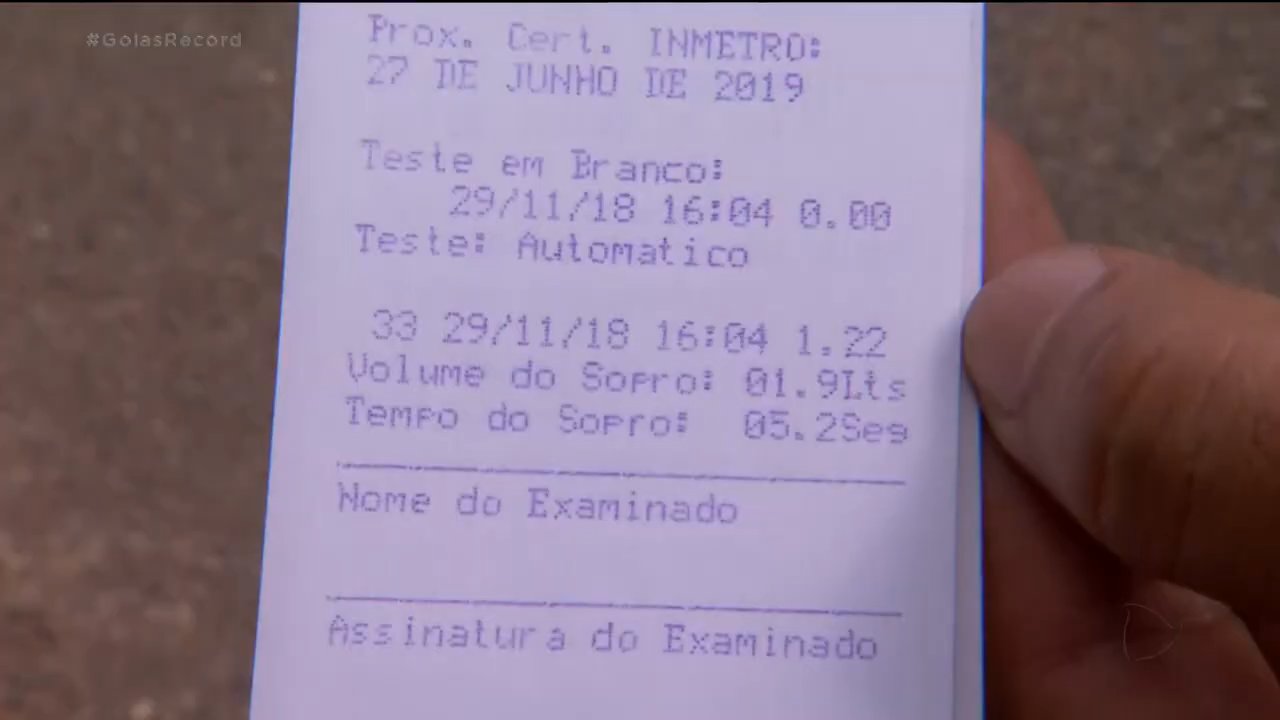 #GoiasRecord
Prox. Cert. INMETRO:
27 DE JUNHO DE 2019
Teste em Branco:
29/11/18 16:04 0.00
Teste: Automatico
33 29/11/18 16:04 1.22
Volume do Sopro: 01.9Lts
Tempo do Sopro: 05.2Seg
Nome do Examinado
Assinatura do Examinado